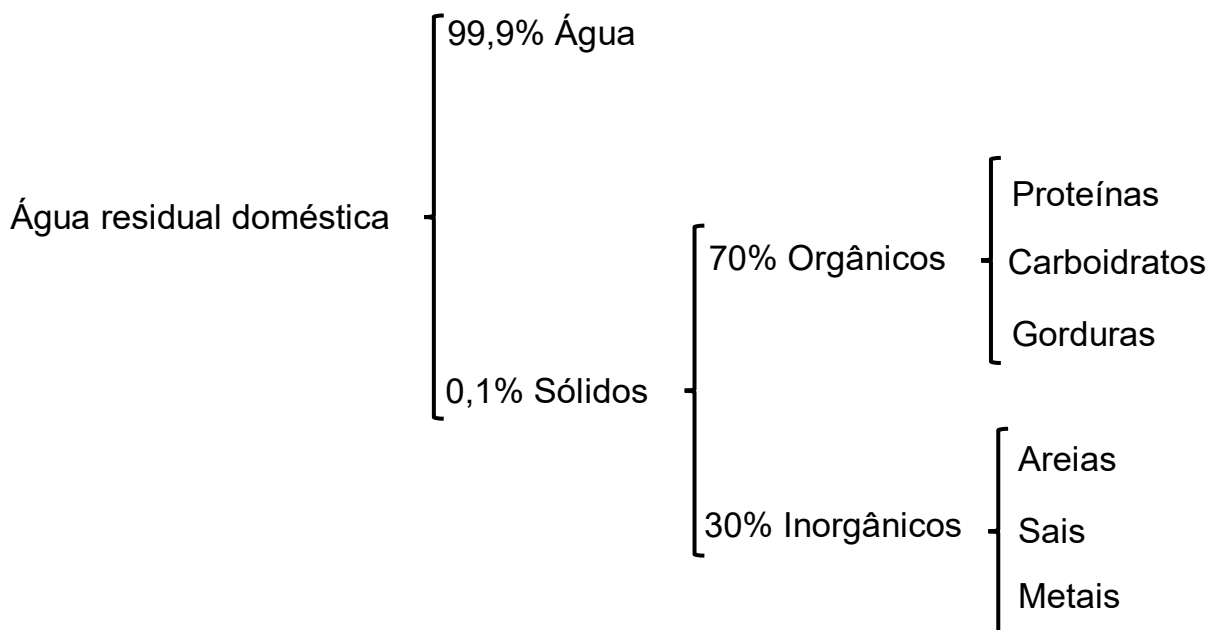 99,9% Água
Água residual doméstica
0,1% Sólidos
70% Orgânicos
Proteínas
Carboidratos
Gorduras
30% Inorgânicos
Areias
Sais
Metais